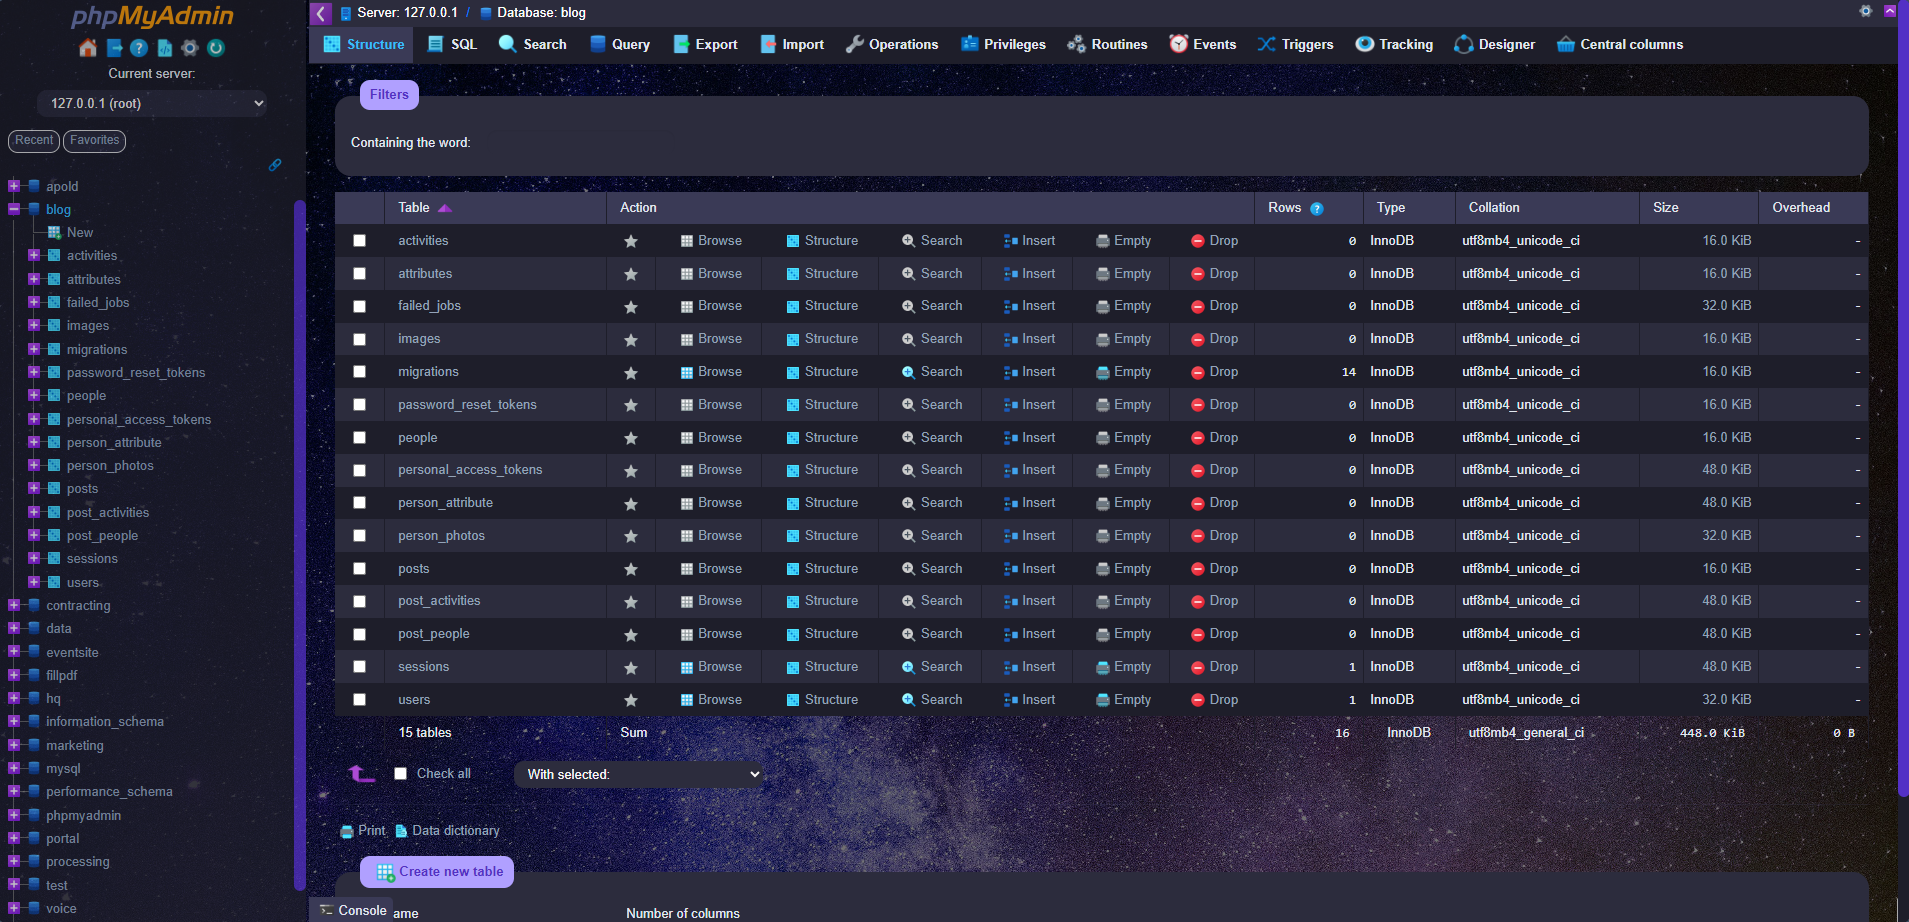 phpMyAdmin
Current server:
127.0.0.1 (root)
Recent Favorites
apold
blog
New
activities
attributes
failed_jobs
images
migrations
password_reset_tokens
people
personal_access_tokens
person_attribute
person_photos
posts
post_activities
post_people
sessions
users
contracting
data
eventsite
fillpdf
hq
information_schema
marketing
mysql
performance_schema
phpmyadmin
portal
processing
test
voice
Server: 127.0.0.1 / Database: blog
Structure SQL Search Query Export Import Operations Privileges Routines Events Triggers Tracking Designer Central columns
Filters
Containing the word:
Table Action Rows Type Collation Size Overhead
activities Browse Structure Search Insert Empty Drop 0 InnoDB utf8mb4_unicode_ci 16.0 KiB -
attributes Browse Structure Search Insert Empty Drop 0 InnoDB utf8mb4_unicode_ci 16.0 KiB -
failed_jobs Browse Structure Search Insert Empty Drop 0 InnoDB utf8mb4_unicode_ci 32.0 KiB -
images Browse Structure Search Insert Empty Drop 0 InnoDB utf8mb4_unicode_ci 16.0 KiB -
migrations Browse Structure Search Insert Empty Drop 14 InnoDB utf8mb4_unicode_ci 16.0 KiB -
password_reset_tokens Browse Structure Search Insert Empty Drop 0 InnoDB utf8mb4_unicode_ci 16.0 KiB -
people Browse Structure Search Insert Empty Drop 0 InnoDB utf8mb4_unicode_ci 16.0 KiB -
personal_access_tokens Browse Structure Search Insert Empty Drop 0 InnoDB utf8mb4_unicode_ci 48.0 KiB -
person_attribute Browse Structure Search Insert Empty Drop 0 InnoDB utf8mb4_unicode_ci 48.0 KiB -
person_photos Browse Structure Search Insert Empty Drop 0 InnoDB utf8mb4_unicode_ci 32.0 KiB -
posts Browse Structure Search Insert Empty Drop 0 InnoDB utf8mb4_unicode_ci 16.0 KiB -
post_activities Browse Structure Search Insert Empty Drop 0 InnoDB utf8mb4_unicode_ci 48.0 KiB -
post_people Browse Structure Search Insert Empty Drop 0 InnoDB utf8mb4_unicode_ci 48.0 KiB -
sessions Browse Structure Search Insert Empty Drop 1 InnoDB utf8mb4_unicode_ci 48.0 KiB -
users Browse Structure Search Insert Empty Drop 1 InnoDB utf8mb4_unicode_ci 32.0 KiB -
15 tables Sum 16 InnoDB utf8mb4_general_ci 448.0 KiB 0 B
Check all With selected:
Print Data dictionary
Create new table
Console ame Number of columns